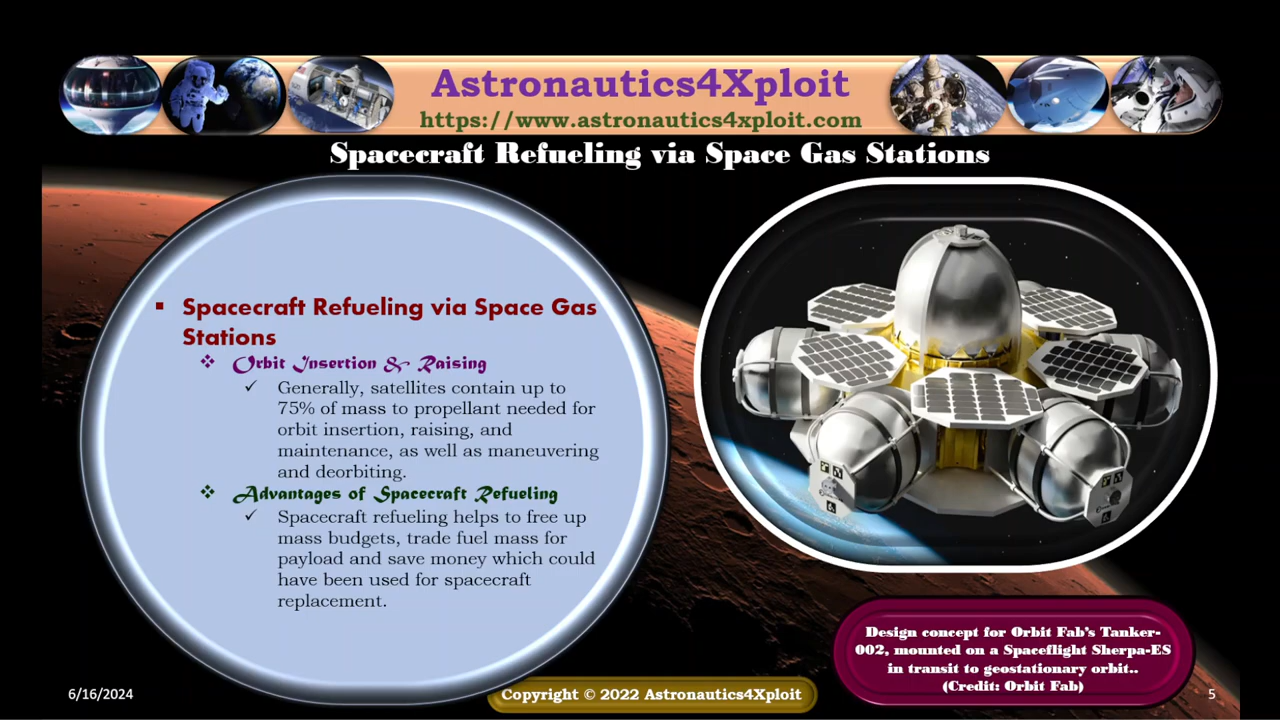 Astronautics4Xploit
https://www.astronautics4xploit.com
Spacecraft Refueling via Space Gas Stations
▪ Spacecraft Refueling via Space Gas
Stations
❖ Orbit Insertion & Raising
✓ Generally, satellites contain up to
75% of mass to propellant needed for
orbit insertion, raising, and
maintenance, as well as maneuvering
and deorbiting.
❖ Advantages of Spacecraft Refueling
✓ Spacecraft refueling helps to free up
mass budgets, trade fuel mass for
payload and save money which could
have been used for spacecraft
replacement.
Design concept for Orbit Fab's Tanker-
002, mounted on a Spaceflight Sherpa-ES
in transit to geostationary orbit..
(Credit: Orbit Fab)
6/16/2024
Copyright © 2022 Astronautics4Xploit
5